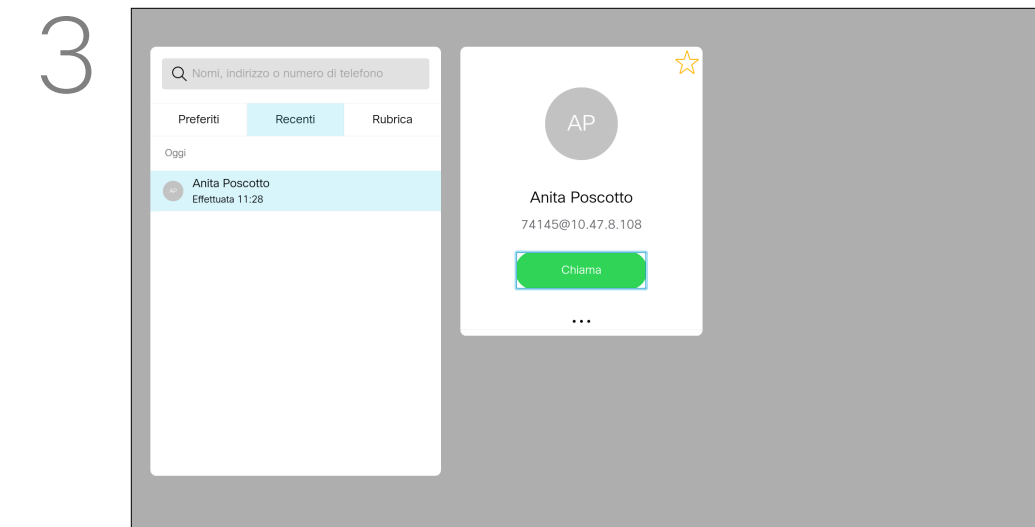 3
Nomi, indirizzo o numero di telefono
Preferiti Recenti Rubrica
Oggi
AP
Anita Poscotto
Effettuata 11:28
AP
Anita Poscotto
74145@10.47.8.108
Chiama
...